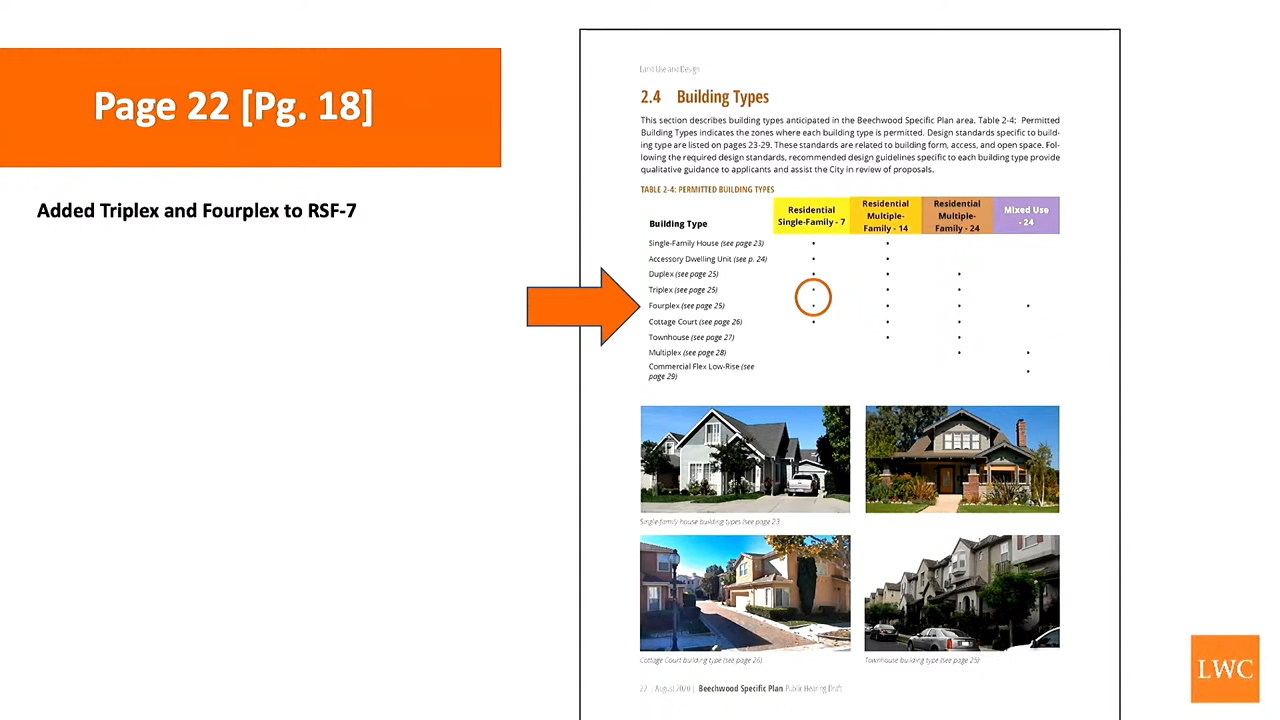 Page 22 [Pg. 18]
Added Triplex and Fourplex to RSF-7
Land Use and Design
2.4 Building Types
This section describes building types anticipated in the Beechwood Specific Plan area. Table 2-4: Permitted
Building Types indicates the zones where each building type is permitted. Design standards specific to build-
ing type are listed on pages 23-29. These standards are related to building form, access, and open space. Fol-
lowing the required design standards, recommended design guidelines specific to each building type provide
qualitative guidance to applicants and assist the City in review of proposals.
TABLE 2-4: PERMITTED BUILDING TYPES
Building Type
Residential
Single-Family - 7
Residential
Multiple-
Family - 14
Residential
Multiple-
Family - 24
Mixed Use
- 24
Single-Family House (see page 23)
Accessory Dwelling Unit (see p. 24)
Duplex (see page 25)
Triplex (see page 25)
Fourplex (see page 25)
Cottage Court (see page 26)
Townhouse (see page 27)
Multiplex (see page 28)
Commercial Flex Low-Rise (see
page 29)
Single-family house building types (see page 23
Cottage Court building type (see page 26)
Townhouse building type (see page 25)
22 | August 2020 | Beechwood Specific Plan Public Hearing Draft
LWC